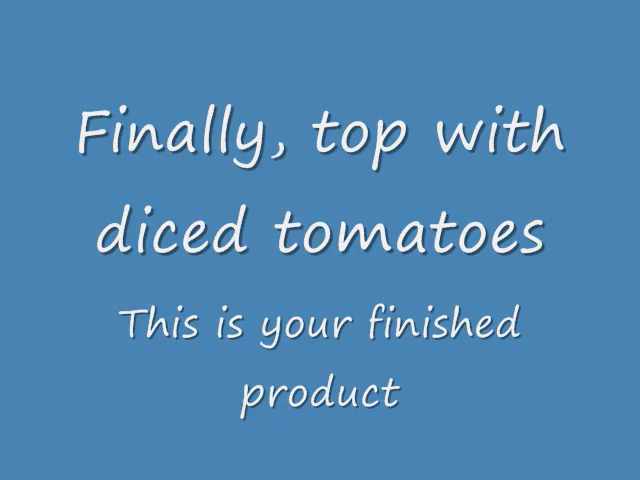 Finally, top with
diced tomatoes
This is your finished
product